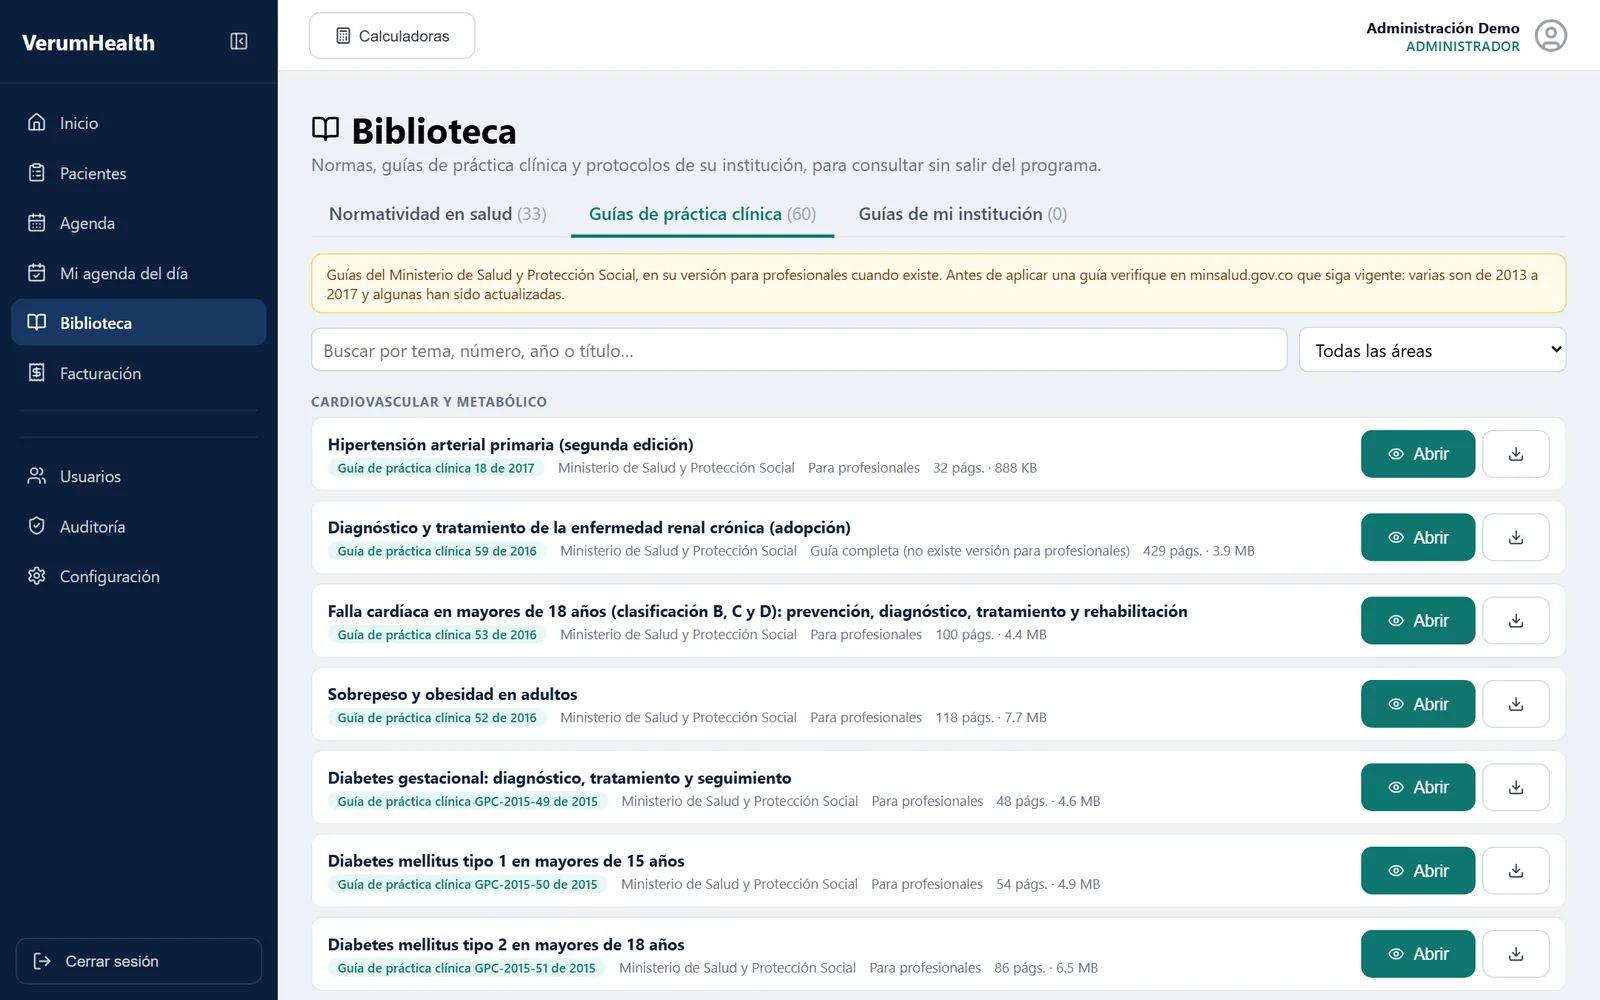 VerumHealth
Calculadoras
Administración Demo
ADMINISTRADOR
Inicio
Pacientes
Agenda
Mi agenda del día
Biblioteca
Facturación
Usuarios
Auditoría
Configuración
Cerrar sesión
Biblioteca
Normas, guías de práctica clínica y protocolos de su institución, para consultar sin salir del programa.
Normatividad en salud (33)
Guías de práctica clínica (60)
Guías de mi institución (0)
Guías del Ministerio de Salud y Protección Social, en su versión para profesionales cuando existe. Antes de aplicar una guía verifique en minsalud.gov.co que siga vigente: varias son de 2013 a
2017 y algunas han sido actualizadas.
Buscar por tema, número, año o título...
Todas las áreas
CARDIOVASCULAR Y METABÓLICO
Hipertensión arterial primaria (segunda edición)
Guía de práctica clínica 18 de 2017 Ministerio de Salud y Protección Social Para profesionales 32 págs. · 888 KB
Abrir
Diagnóstico y tratamiento de la enfermedad renal crónica (adopción)
Guía de práctica clínica 59 de 2016 Ministerio de Salud y Protección Social Guía completa (no existe versión para profesionales) 429 págs. · 3.9 MB
Abrir
Falla cardíaca en mayores de 18 años (clasificación B, C y D): prevención, diagnóstico, tratamiento y rehabilitación
Guía de práctica clínica 53 de 2016 Ministerio de Salud y Protección Social Para profesionales 100 págs. · 4.4 MB
Abrir
Sobrepeso y obesidad en adultos
Guía de práctica clínica 52 de 2016 Ministerio de Salud y Protección Social Para profesionales 118 págs. · 7.7 MB
Abrir
Diabetes gestacional: diagnóstico, tratamiento y seguimiento
Guía de práctica clínica GPC-2015-49 de 2015 Ministerio de Salud y Protección Social Para profesionales 48 págs. · 4.6 MB
Abrir
Diabetes mellitus tipo 1 en mayores de 15 años
Guía de práctica clínica GPC-2015-50 de 2015 Ministerio de Salud y Protección Social Para profesionales 54 págs. · 4.9 MB
Abrir
Diabetes mellitus tipo 2 en mayores de 18 años
Guía de práctica clínica GPC-2015-51 de 2015 Ministerio de Salud y Protección Social Para profesionales 86 págs. · 6.5 MB
Abrir